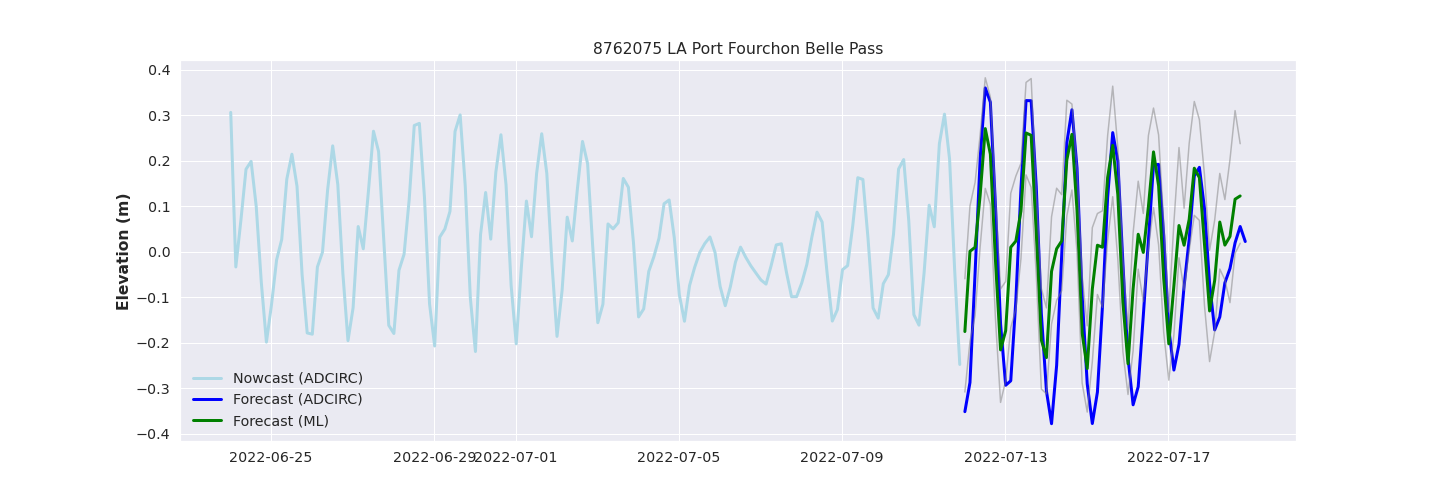 8762075 LA Port Fourchon Belle Pass
Elevation (m)
0.4
0.3
0.2
0.1
0.0
−0.1
−0.2
−0.3
−0.4
Nowcast (ADCIRC)
Forecast (ADCIRC)
Forecast (ML)
2022-06-25 2022-06-29 2022-07-01 2022-07-05 2022-07-09 2022-07-13 2022-07-17